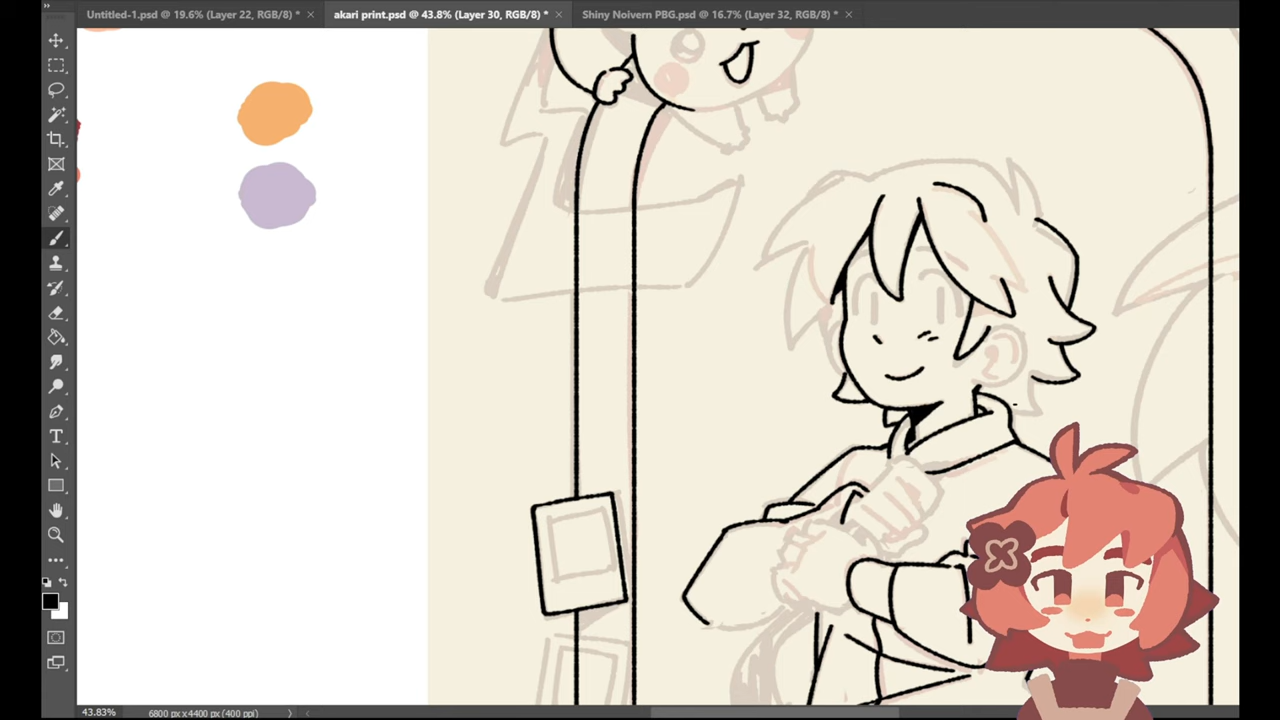 Untitled-1.psd @ 19.6% (Layer 22, RGB/8) * ×
akari print.psd @ 43.8% (Layer 30, RGB/8) * ×
Shiny Noivern PBG.psd @ 16.7% (Layer 32, RGB/8) * ×
43.83%
6800 px x 4400 px (400 ppi)